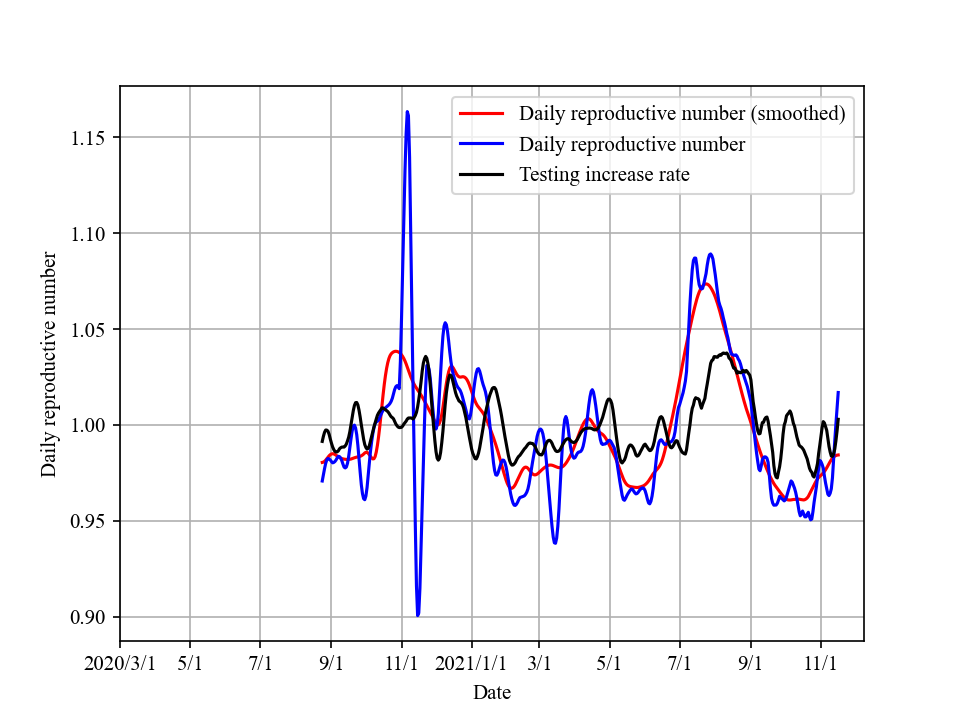 Daily reproductive number (smoothed)
Daily reproductive number
Testing increase rate
Daily reproductive number
1.15
1.10
1.05
1.00
0.95
0.90
2020/3/1 5/1 7/1 9/1 11/1 2021/1/1 3/1 5/1 7/1 9/1 11/1
Date